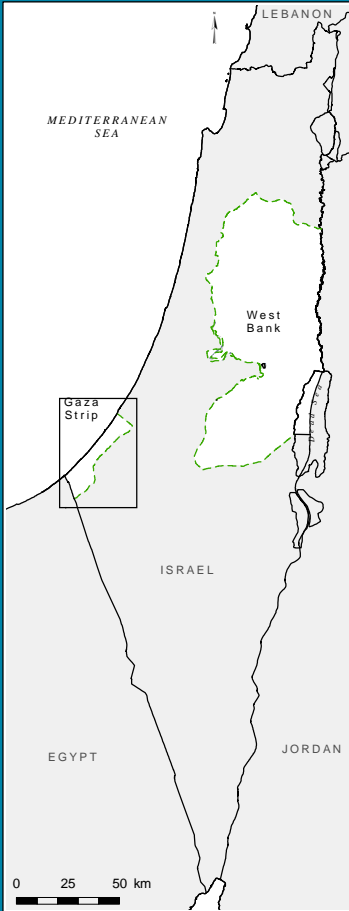 LEBANON
MEDITERRANEAN
SEA
West
Bank
Gaza
Strip
Dead Sea
ISRAEL
EGYPT
JORDAN
0 25 50 km